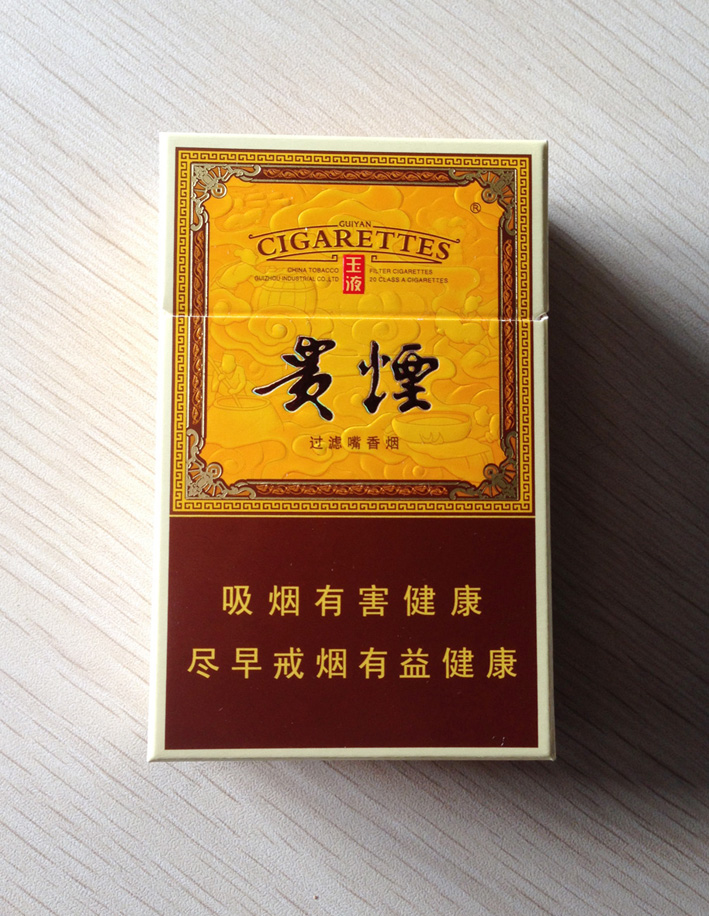 GUIYAN
CIGARETTES
®
CHINA TOBACCO
GUIZHOU INDUSTRIAL CO.,LTD
玉液
FILTER CIGARETTES
20 CLASS A CIGARETTES
貴煙
过滤嘴香烟
吸烟有害健康
尽早戒烟有益健康